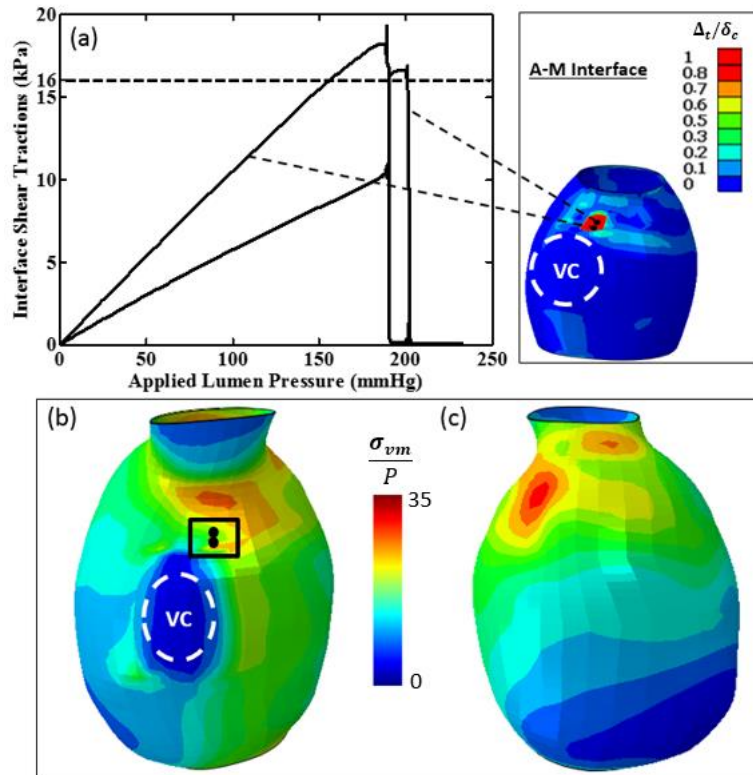 (a)
Interface Shear Tractions (kPa)
20
18
16
15
10
5
0
0 50 100 150 200 250
Applied Lumen Pressure (mmHg)
A-M Interface
Δt/δc
1
0.8
0.7
0.6
0.5
0.3
0.2
0.1
0
VC
(b)
σvm
P
35
0
VC
(c)